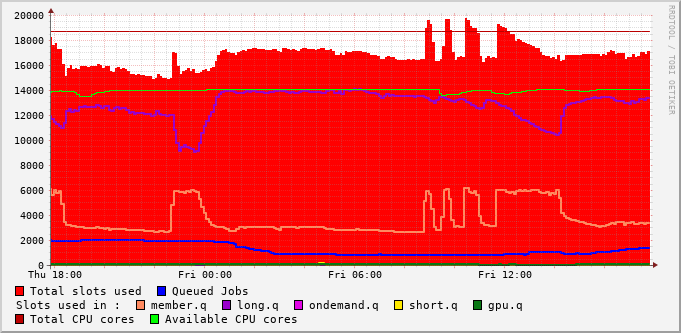 20000
18000
16000
14000
12000
10000
8000
6000
4000
2000
0
Thu 18:00 Fri 00:00 Fri 06:00 Fri 12:00
Total slots used Queued Jobs
Slots used in : member.q long.q ondemand.q short.q gpu.q
Total CPU cores Available CPU cores
RRDTOOL / TOBI OETIKER